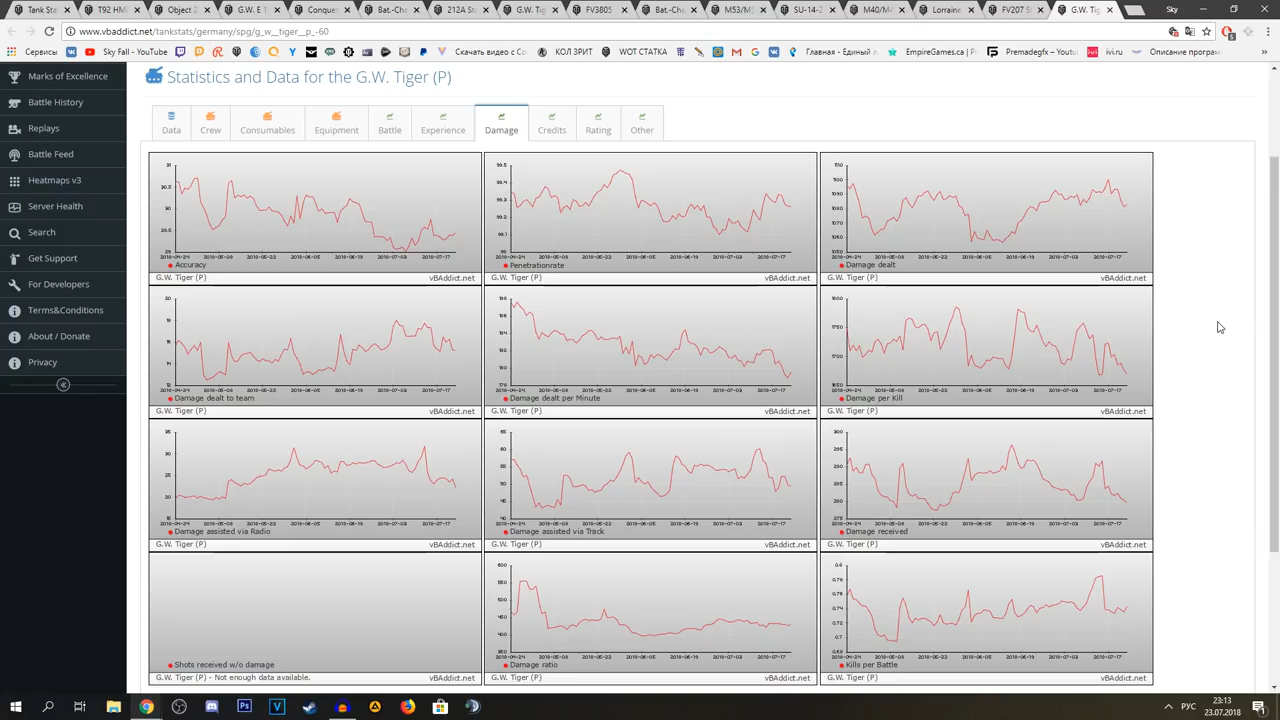 Tank Stat
T92 HME
Object 2
G.W. E 1
Conques
Bat.-Cha
212A St
G.W. Tig
FV3805
Bat.-Ch
M53/M5
SU-14-2
M40/M4
Lorraine
FV207 S
G.W. Tig
Sky
www.vbaddict.net/tankstats/germany/spg/g_w__tiger__p_-60
Сервисы
Sky Fall - YouTube
Скачать видео с Co
КОЛ ЗРИТ
WOT СТАТКА
Главная - Единый л
EmpireGames.ca | Р
Premadegfx – Youtu
ivi.ru
Описание програм
Marks of Excellence
Battle History
Replays
Battle Feed
Heatmaps v3
Server Health
Search
Get Support
For Developers
Terms&Conditions
About / Donate
Privacy
Statistics and Data for the G.W. Tiger (P)
Data Crew Consumables Equipment Battle Experience Damage Credits Rating Other
Accuracy
G.W. Tiger (P) vBAddict.net
Penetrationrate
G.W. Tiger (P) vBAddict.net
Damage dealt
G.W. Tiger (P) vBAddict.net
Damage dealt to team
G.W. Tiger (P) vBAddict.net
Damage dealt per Minute
G.W. Tiger (P) vBAddict.net
Damage per Kill
G.W. Tiger (P) vBAddict.net
Damage assisted via Radio
G.W. Tiger (P) vBAddict.net
Damage assisted via Track
G.W. Tiger (P) vBAddict.net
Damage received
G.W. Tiger (P) vBAddict.net
Shots received w/o damage
G.W. Tiger (P) - Not enough data available.
Damage ratio
G.W. Tiger (P) vBAddict.net
Kills per Battle
G.W. Tiger (P) vBAddict.net
РУС
23:13
23.07.2018